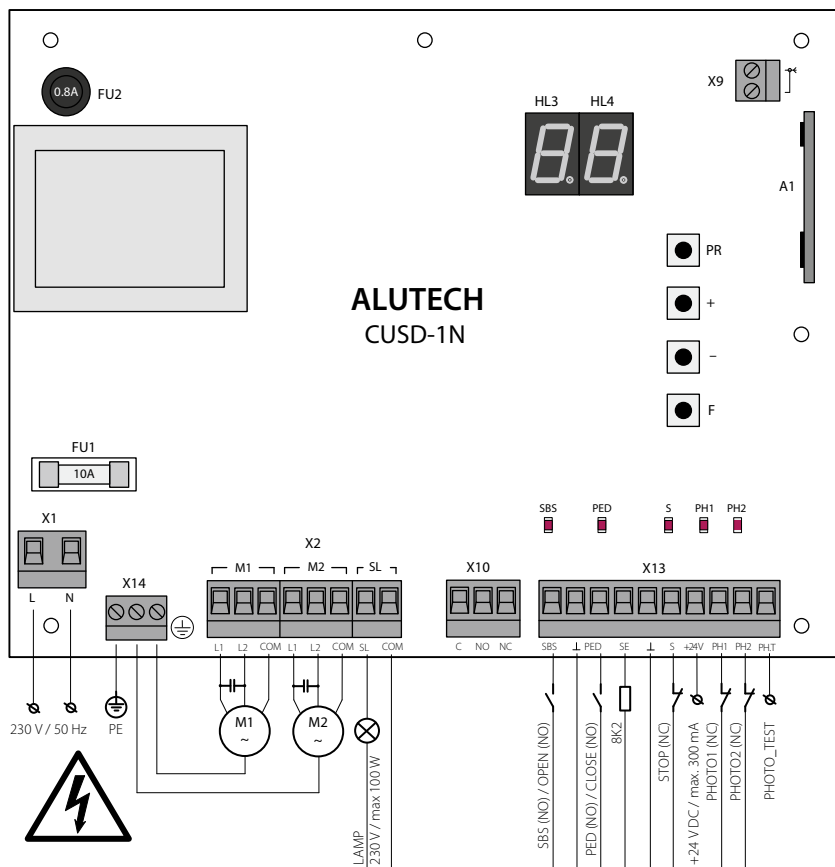 0.8A
FU2
HL3 HL4
X9
A1
PR
+
–
F
ALUTECH
CUSD-1N
FU1
10A
X1
L N
X14
X2
M1 M2 SL
L1 L2 COM L1 L2 COM SL COM
X10
C NO NC
SBS PED S PH1 PH2
X13
SBS ⊥ PED SE ⊥ S +24V PH1 PH2 PH.T
230 V / 50 Hz
PE
M1
~
M2
~
LAMP
230 V / max 100 W
SBS (NO) / OPEN (NO)
PED (NO) / CLOSE (NO)
8K2
STOP (NC)
+24 V DC / max. 300 mA
PHOTO1 (NC)
PHOTO2 (NC)
PHOTO_TEST